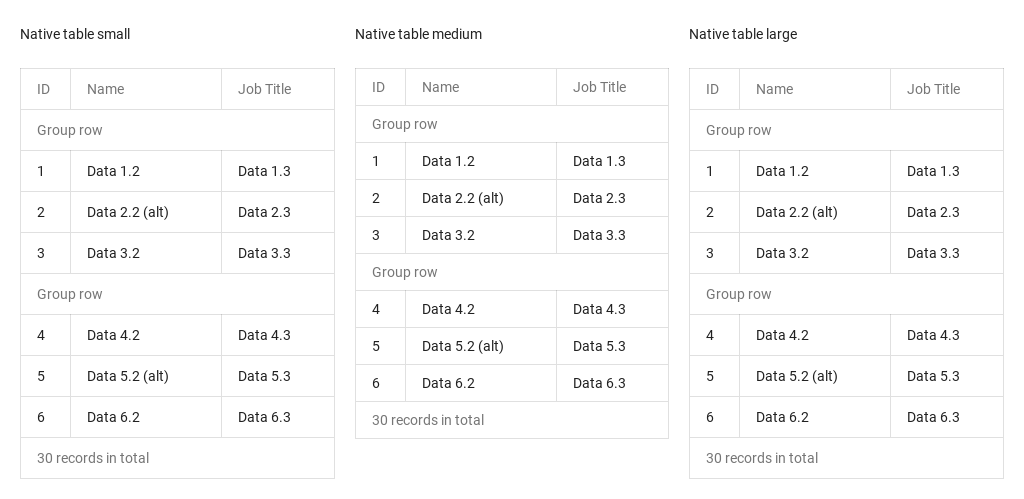 Native table small
ID Name Job Title
Group row
1 Data 1.2 Data 1.3
2 Data 2.2 (alt) Data 2.3
3 Data 3.2 Data 3.3
Group row
4 Data 4.2 Data 4.3
5 Data 5.2 (alt) Data 5.3
6 Data 6.2 Data 6.3
30 records in total
Native table medium
ID Name Job Title
Group row
1 Data 1.2 Data 1.3
2 Data 2.2 (alt) Data 2.3
3 Data 3.2 Data 3.3
Group row
4 Data 4.2 Data 4.3
5 Data 5.2 (alt) Data 5.3
6 Data 6.2 Data 6.3
30 records in total
Native table large
ID Name Job Title
Group row
1 Data 1.2 Data 1.3
2 Data 2.2 (alt) Data 2.3
3 Data 3.2 Data 3.3
Group row
4 Data 4.2 Data 4.3
5 Data 5.2 (alt) Data 5.3
6 Data 6.2 Data 6.3
30 records in total